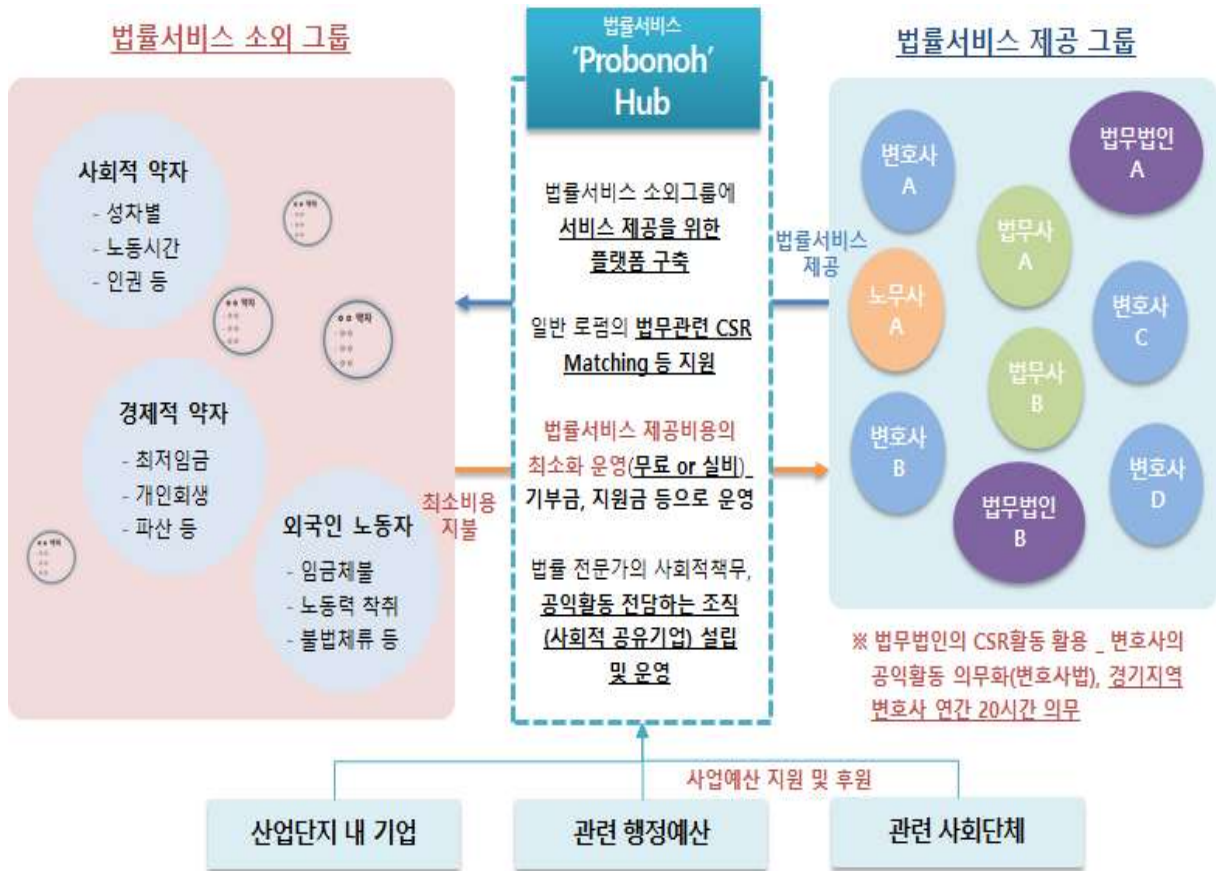 법률서비스 소외 그룹
사회적 약자
- 성차별
- 노동시간
- 인권 등
경제적 약자
- 최저임금
- 개인회생
- 파산 등
외국인 노동자
- 임금체불
- 노동력 착취
- 불법체류 등
약자
약자
약자
약자
최소비용
지불
법률서비스
'Probonoh'
Hub
법률서비스 소외그룹에
서비스 제공을 위한
플랫폼 구축
일반 로펌의 법무관련 CSR
Matching 등 지원
법률서비스 제공비용의
최소화 운영(무료 or 실비)_
기부금, 지원금 등으로 운영
법률 전문가의 사회적책무,
공익활동 전담하는 조직
(사회적 공유기업) 설립
및 운영
법률서비스
제공
법률서비스 제공 그룹
변호사
A
법무법인
A
법무사
A
노무사
A
변호사
C
법무사
B
변호사
B
변호사
D
법무법인
B
※ 법무법인의 CSR활동 활용 _ 변호사의
공익활동 의무화(변호사법), 경기지역
변호사 연간 20시간 의무
사업예산 지원 및 후원
산업단지 내 기업
관련 행정예산
관련 사회단체